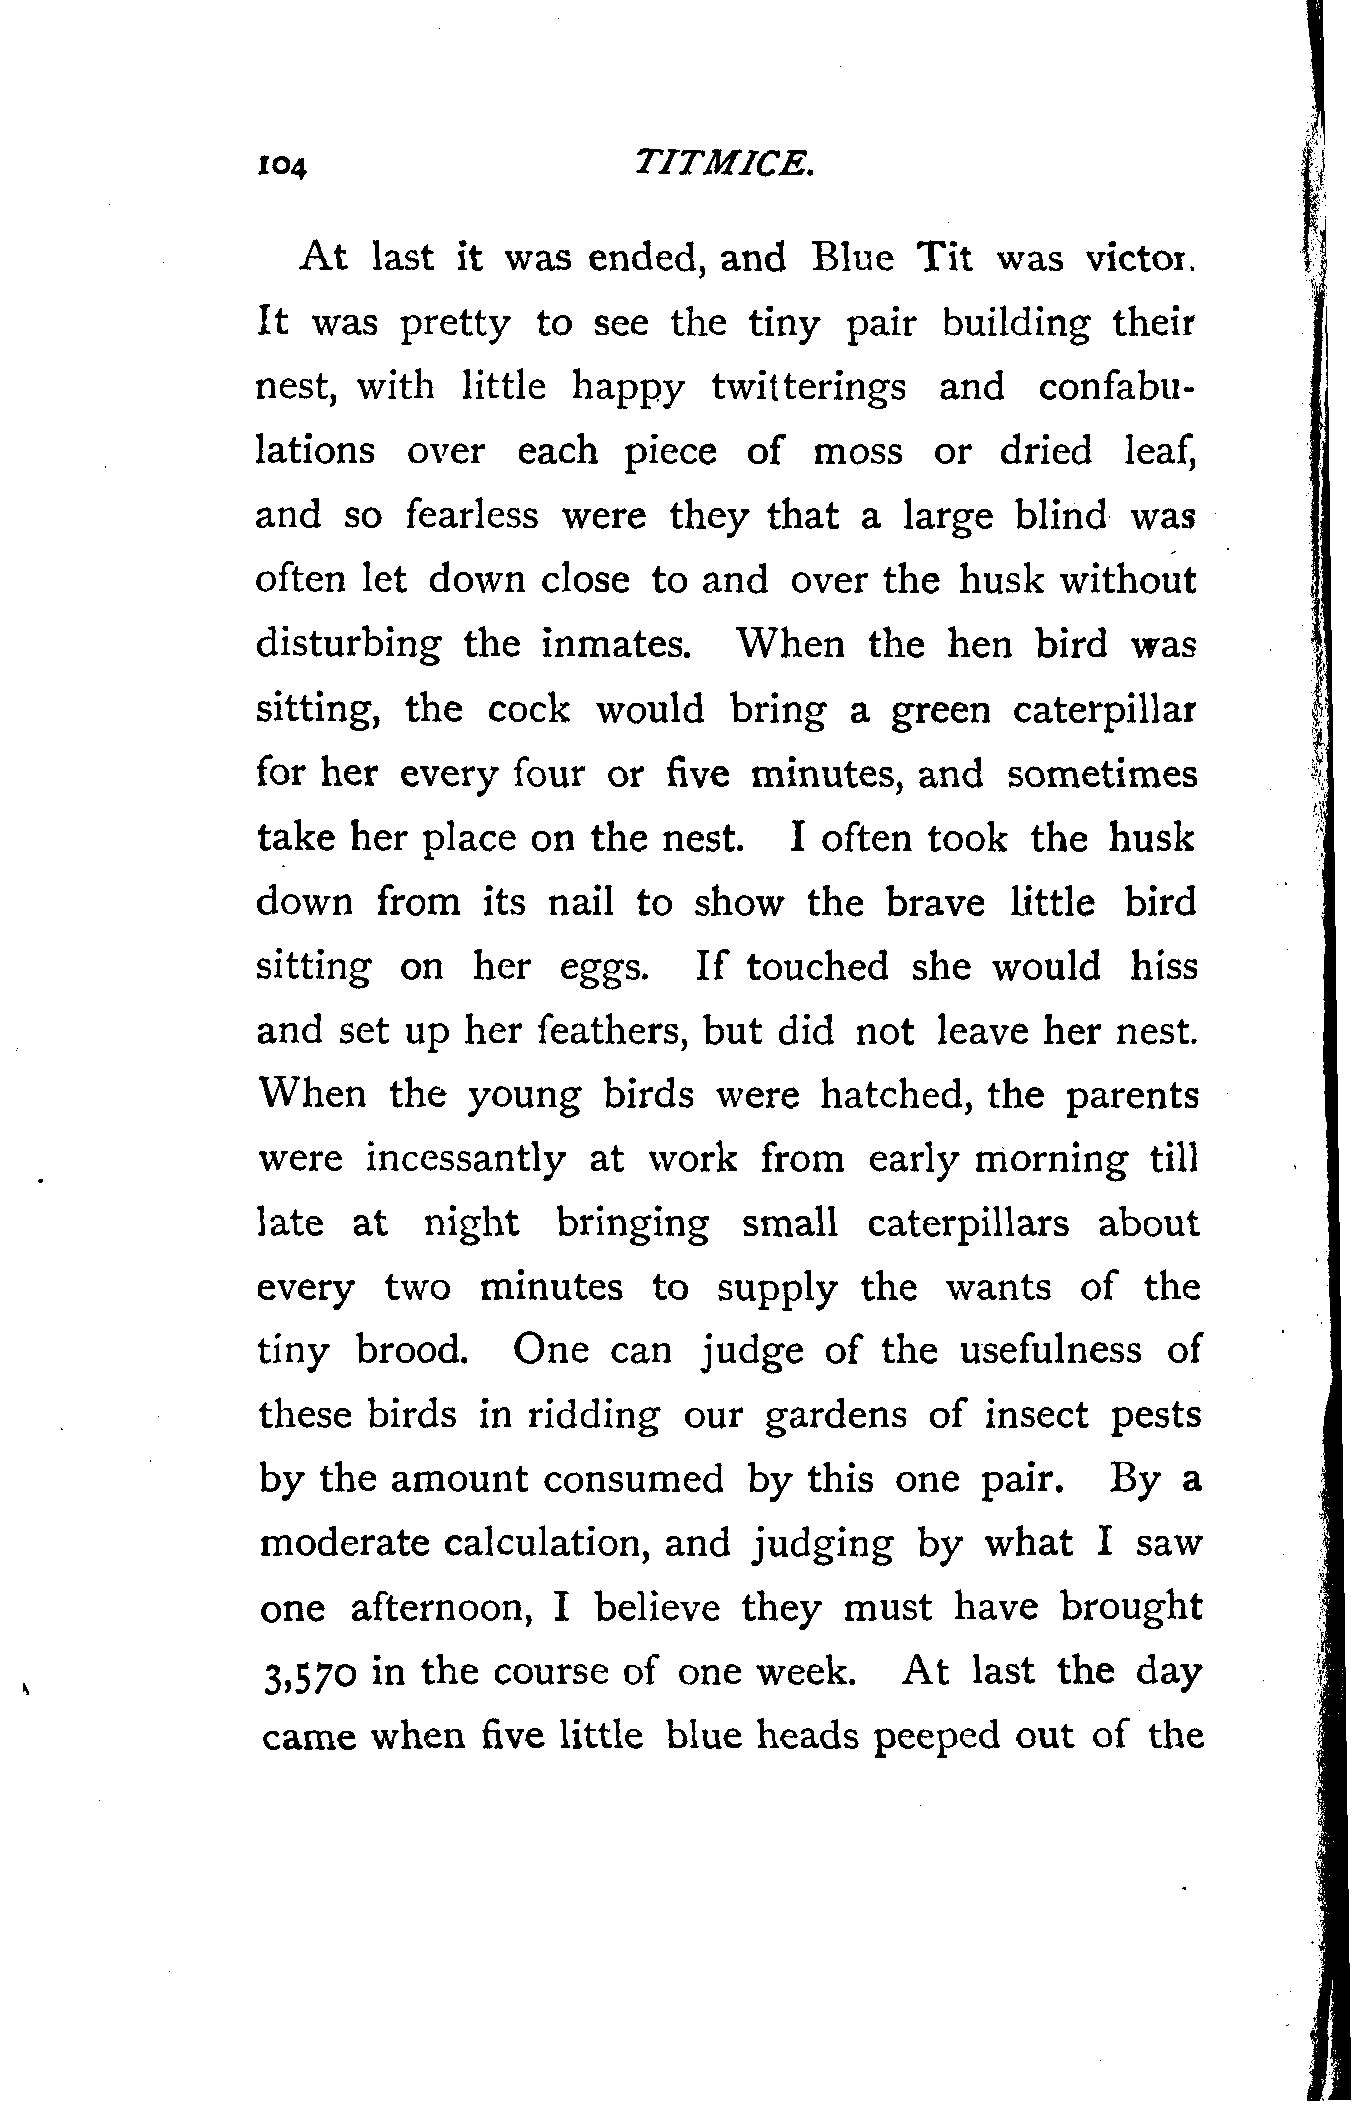 104 TITMICE.
At last it was ended, and Blue Tit was victor.
It was pretty to see the tiny pair building their
nest, with little happy twitterings and confabu-
lations over each piece of moss or dried leaf,
and so fearless were they that a large blind was
often let down close to and over the husk without
disturbing the inmates. When the hen bird was
sitting, the cock would bring a green caterpillar
for her every four or five minutes, and sometimes
take her place on the nest. I often took the husk
down from its nail to show the brave little bird
sitting on her eggs. If touched she would hiss
and set up her feathers, but did not leave her nest.
When the young birds were hatched, the parents
were incessantly at work from early morning till
late at night bringing small caterpillars about
every two minutes to supply the wants of the
tiny brood. One can judge of the usefulness of
these birds in ridding our gardens of insect pests
by the amount consumed by this one pair. By a
moderate calculation, and judging by what I saw
one afternoon, I believe they must have brought
3,570 in the course of one week. At last the day
came when five little blue heads peeped out of the